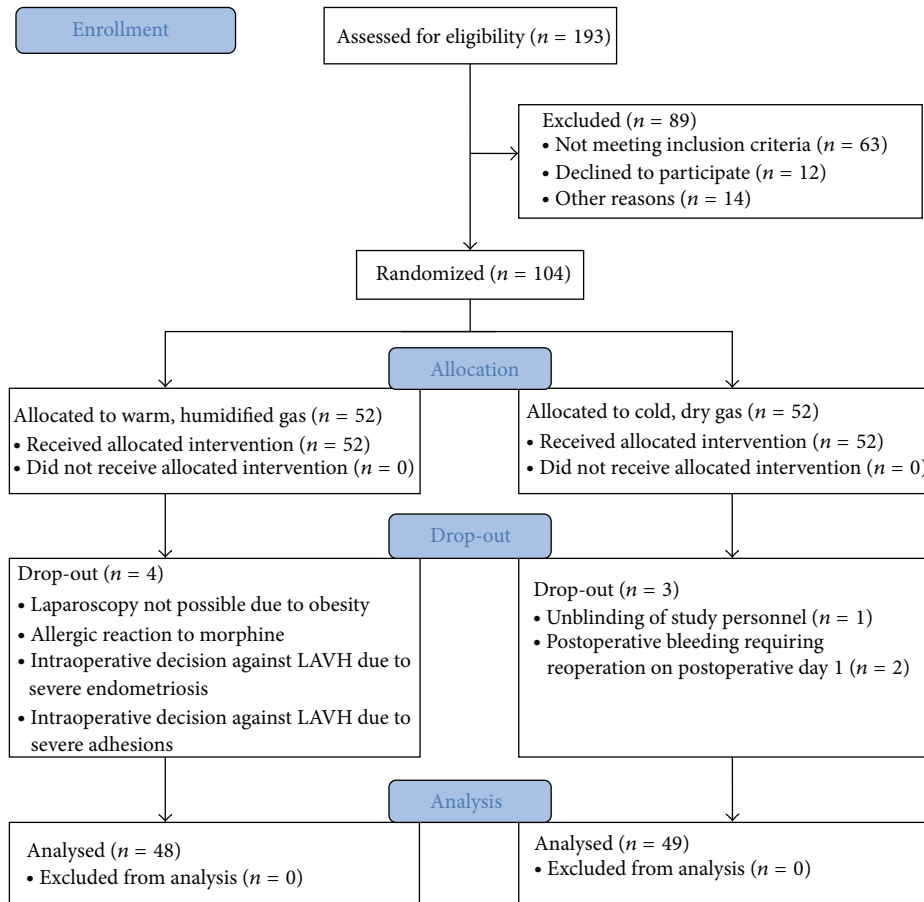 Enrollment
Assessed for eligibility (n = 193)
Excluded (n = 89)
• Not meeting inclusion criteria (n = 63)
• Declined to participate (n = 12)
• Other reasons (n = 14)
Randomized (n = 104)
Allocation
Allocated to warm, humidified gas (n = 52)
• Received allocated intervention (n = 52)
• Did not receive allocated intervention (n = 0)
Allocated to cold, dry gas (n = 52)
• Received allocated intervention (n = 52)
• Did not receive allocated intervention (n = 0)
Drop-out
Drop-out (n = 4)
• Laparoscopy not possible due to obesity
• Allergic reaction to morphine
• Intraoperative decision against LAVH due to
severe endometriosis
• Intraoperative decision against LAVH due to
severe adhesions
Drop-out (n = 3)
• Unblinding of study personnel (n = 1)
• Postoperative bleeding requiring
reoperation on postoperative day 1 (n = 2)
Analysis
Analysed (n = 48)
• Excluded from analysis (n = 0)
Analysed (n = 49)
• Excluded from analysis (n = 0)